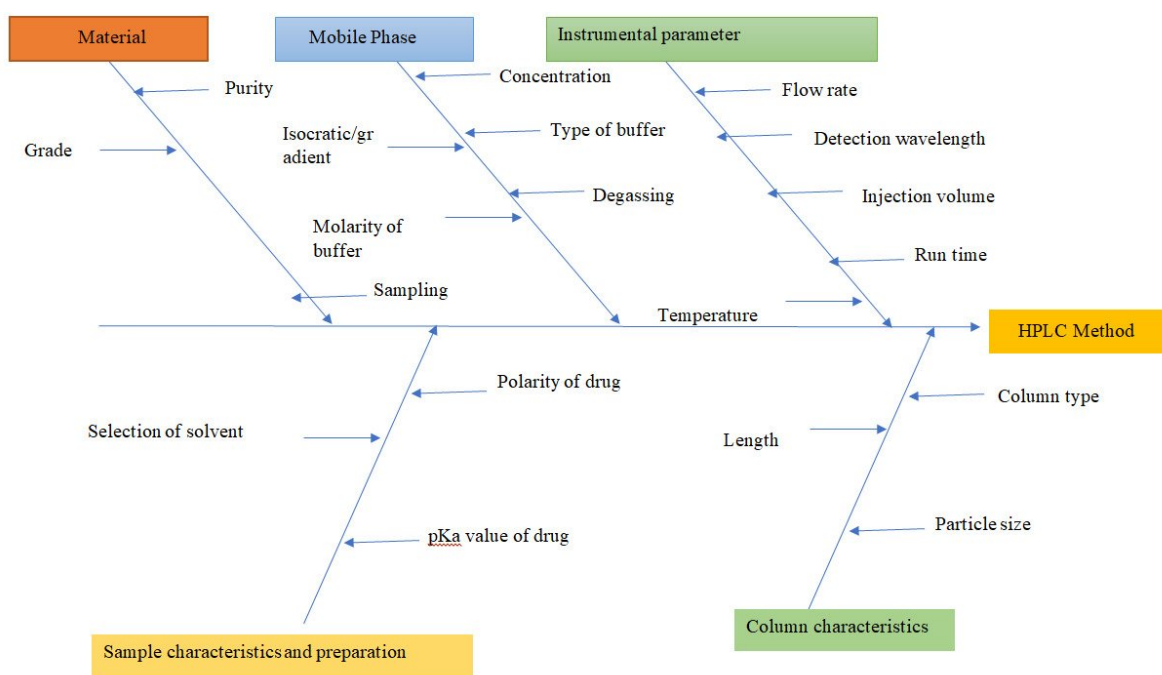 Material
Mobile Phase
Instrumental parameter
Purity
Grade
Sampling
Concentration
Isocratic/gr
adient
Type of buffer
Degassing
Molarity of
buffer
Flow rate
Detection wavelength
Injection volume
Run time
Temperature
HPLC Method
Polarity of drug
Selection of solvent
pKa value of drug
Sample characteristics and preparation
Column type
Length
Particle size
Column characteristics